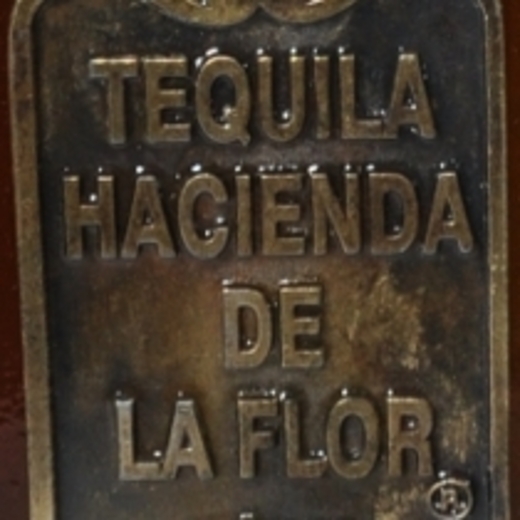 TEQUILA
HACIENDA
DE
LA FLOR